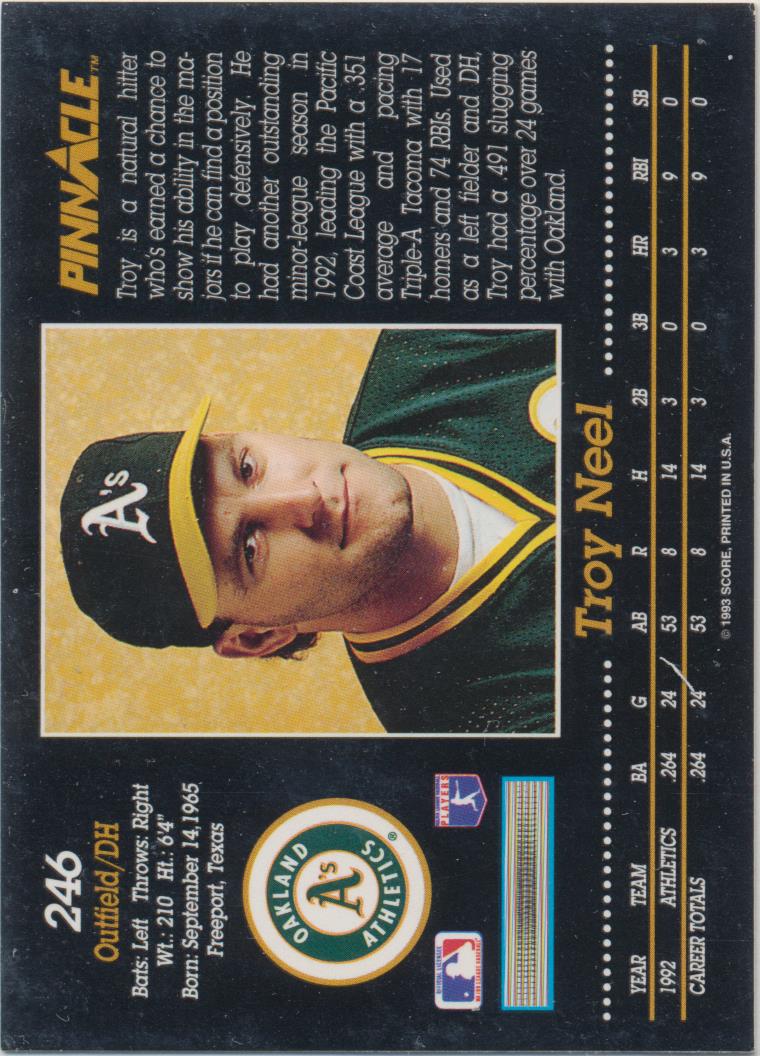 246
Outfield/DH
Bats: Left Throws: Right
Wt.: 210 Ht.: 6'4"
Born: September 14, 1965
Freeport, Texas
OAKLAND
A's
ATHLETICS
®
PLAYERS
A's
PINNACLE™
Troy is a natural hitter
who's earned a chance to
show his ability in the ma-
jors if he can find a position
to play defensively. He
had another outstanding
minor-league season in
1992, leading the Pacific
Coast League with a .351
average and pacing
Triple-A Tacoma with 17
homers and 74 RBIs. Used
as a left fielder and DH,
Troy had a .491 slugging
percentage over 24 games
with Oakland.
Troy Neel
YEAR TEAM BA G AB R H 2B 3B HR RBI SB
1992 ATHLETICS .264 24 53 8 14 3 0 3 9 0
CAREER TOTALS .264 24 53 8 14 3 0 3 9 0
© 1993 SCORE, PRINTED IN U.S.A.